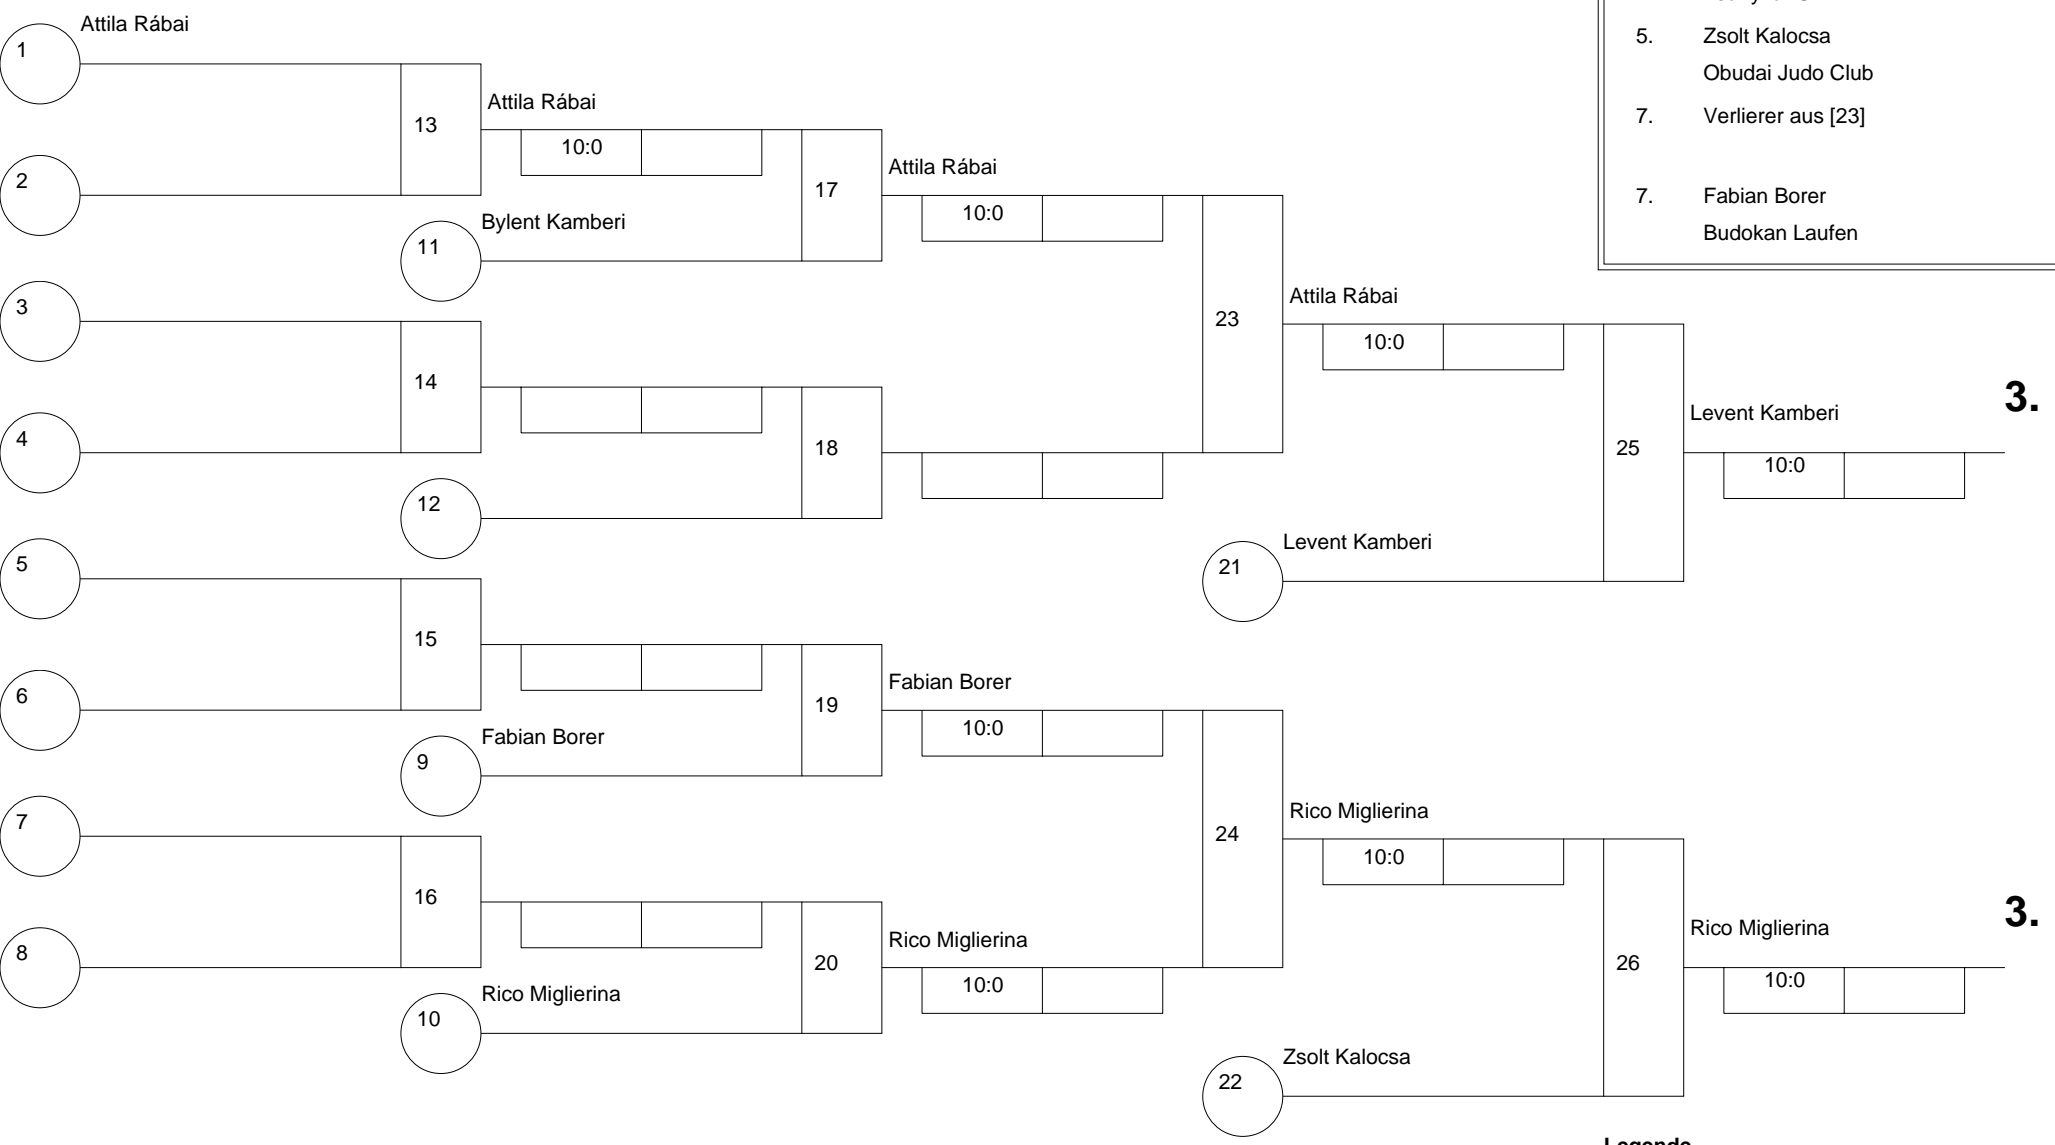 Attila Rábai
1
5. Zsolt Kalocsa
Obudai Judo Club
Attila Rábai
13
7. Verlierer aus [23]
10:0
Attila Rábai
2
17
7. Fabian Borer
10:0
Bylent Kamberi
11
Budokan Laufen
3
Attila Rábai
23
10:0
14
3.
Levent Kamberi
4
18
25
10:0
12
Levent Kamberi
5
21
15
Fabian Borer
6
19
10:0
Fabian Borer
9
Rico Miglierina
7
24
10:0
16
3.
Rico Miglierina
Rico Miglierina
8
20
26
10:0
10:0
Rico Miglierina
10
Zsolt Kalocsa
22
Legende